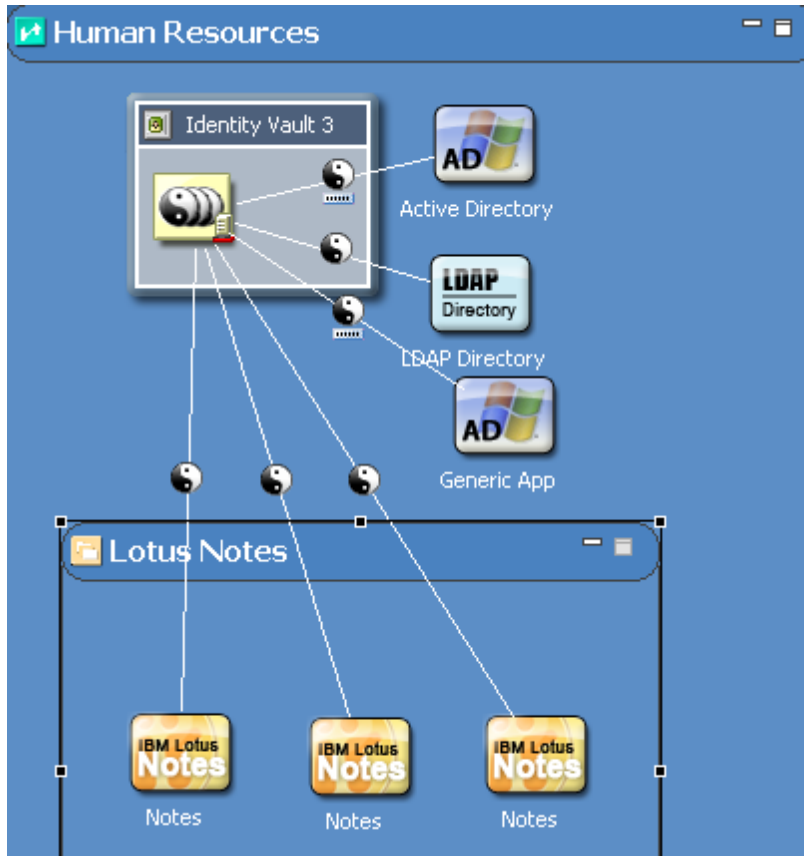 Human Resources
Identity Vault 3
AD
Active Directory
LDAP
Directory
LDAP Directory
AD
Generic App
Lotus Notes
IBM Lotus
Notes
IBM Lotus
Notes
IBM Lotus
Notes
Notes
Notes
Notes